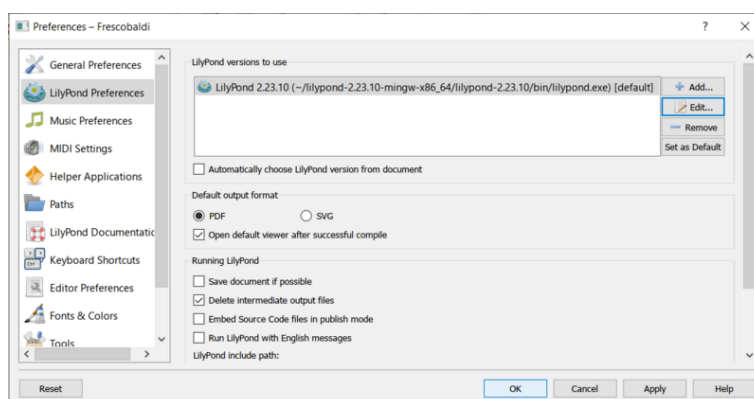 Preferences – Frescobaldi
General Preferences
LilyPond Preferences
Music Preferences
MIDI Settings
Helper Applications
Paths
LilyPond Documentatic
Keyboard Shortcuts
Editor Preferences
Fonts & Colors
Tools
LilyPond versions to use
LilyPond 2.23.10 (~/lilypond-2.23.10-mingw-x86_64/lilypond-2.23.10/bin/lilypond.exe) [default]
Add...
Edit...
Remove
Set as Default
Automatically choose LilyPond version from document
Default output format
PDF
SVG
Open default viewer after successful compile
Running LilyPond
Save document if possible
Delete intermediate output files
Embed Source Code files in publish mode
Run LilyPond with English messages
LilyPond include path:
Reset
OK
Cancel
Apply
Help